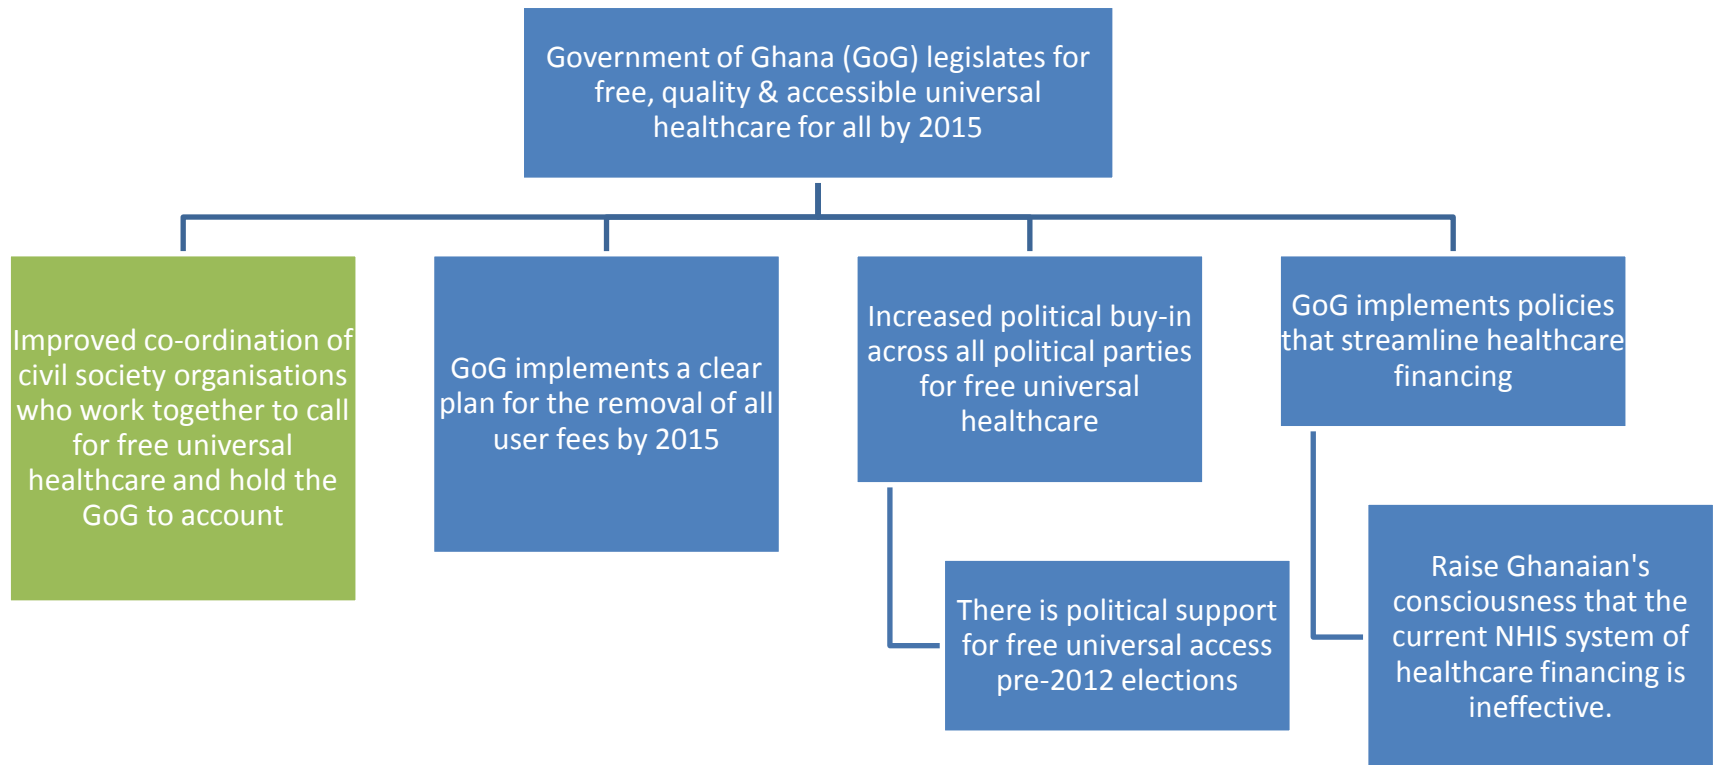 Government of Ghana (GoG) legislates for
free, quality & accessible universal
healthcare for all by 2015
Improved co-ordination of
civil society organisations
who work together to call
for free universal
healthcare and hold the
GoG to account
GoG implements a clear
plan for the removal of all
user fees by 2015
Increased political buy-in
across all political parties
for free universal
healthcare
GoG implements policies
that streamline healthcare
financing
There is political support
for free universal access
pre-2012 elections
Raise Ghanaian's
consciousness that the
current NHIS system of
healthcare financing is
ineffective.